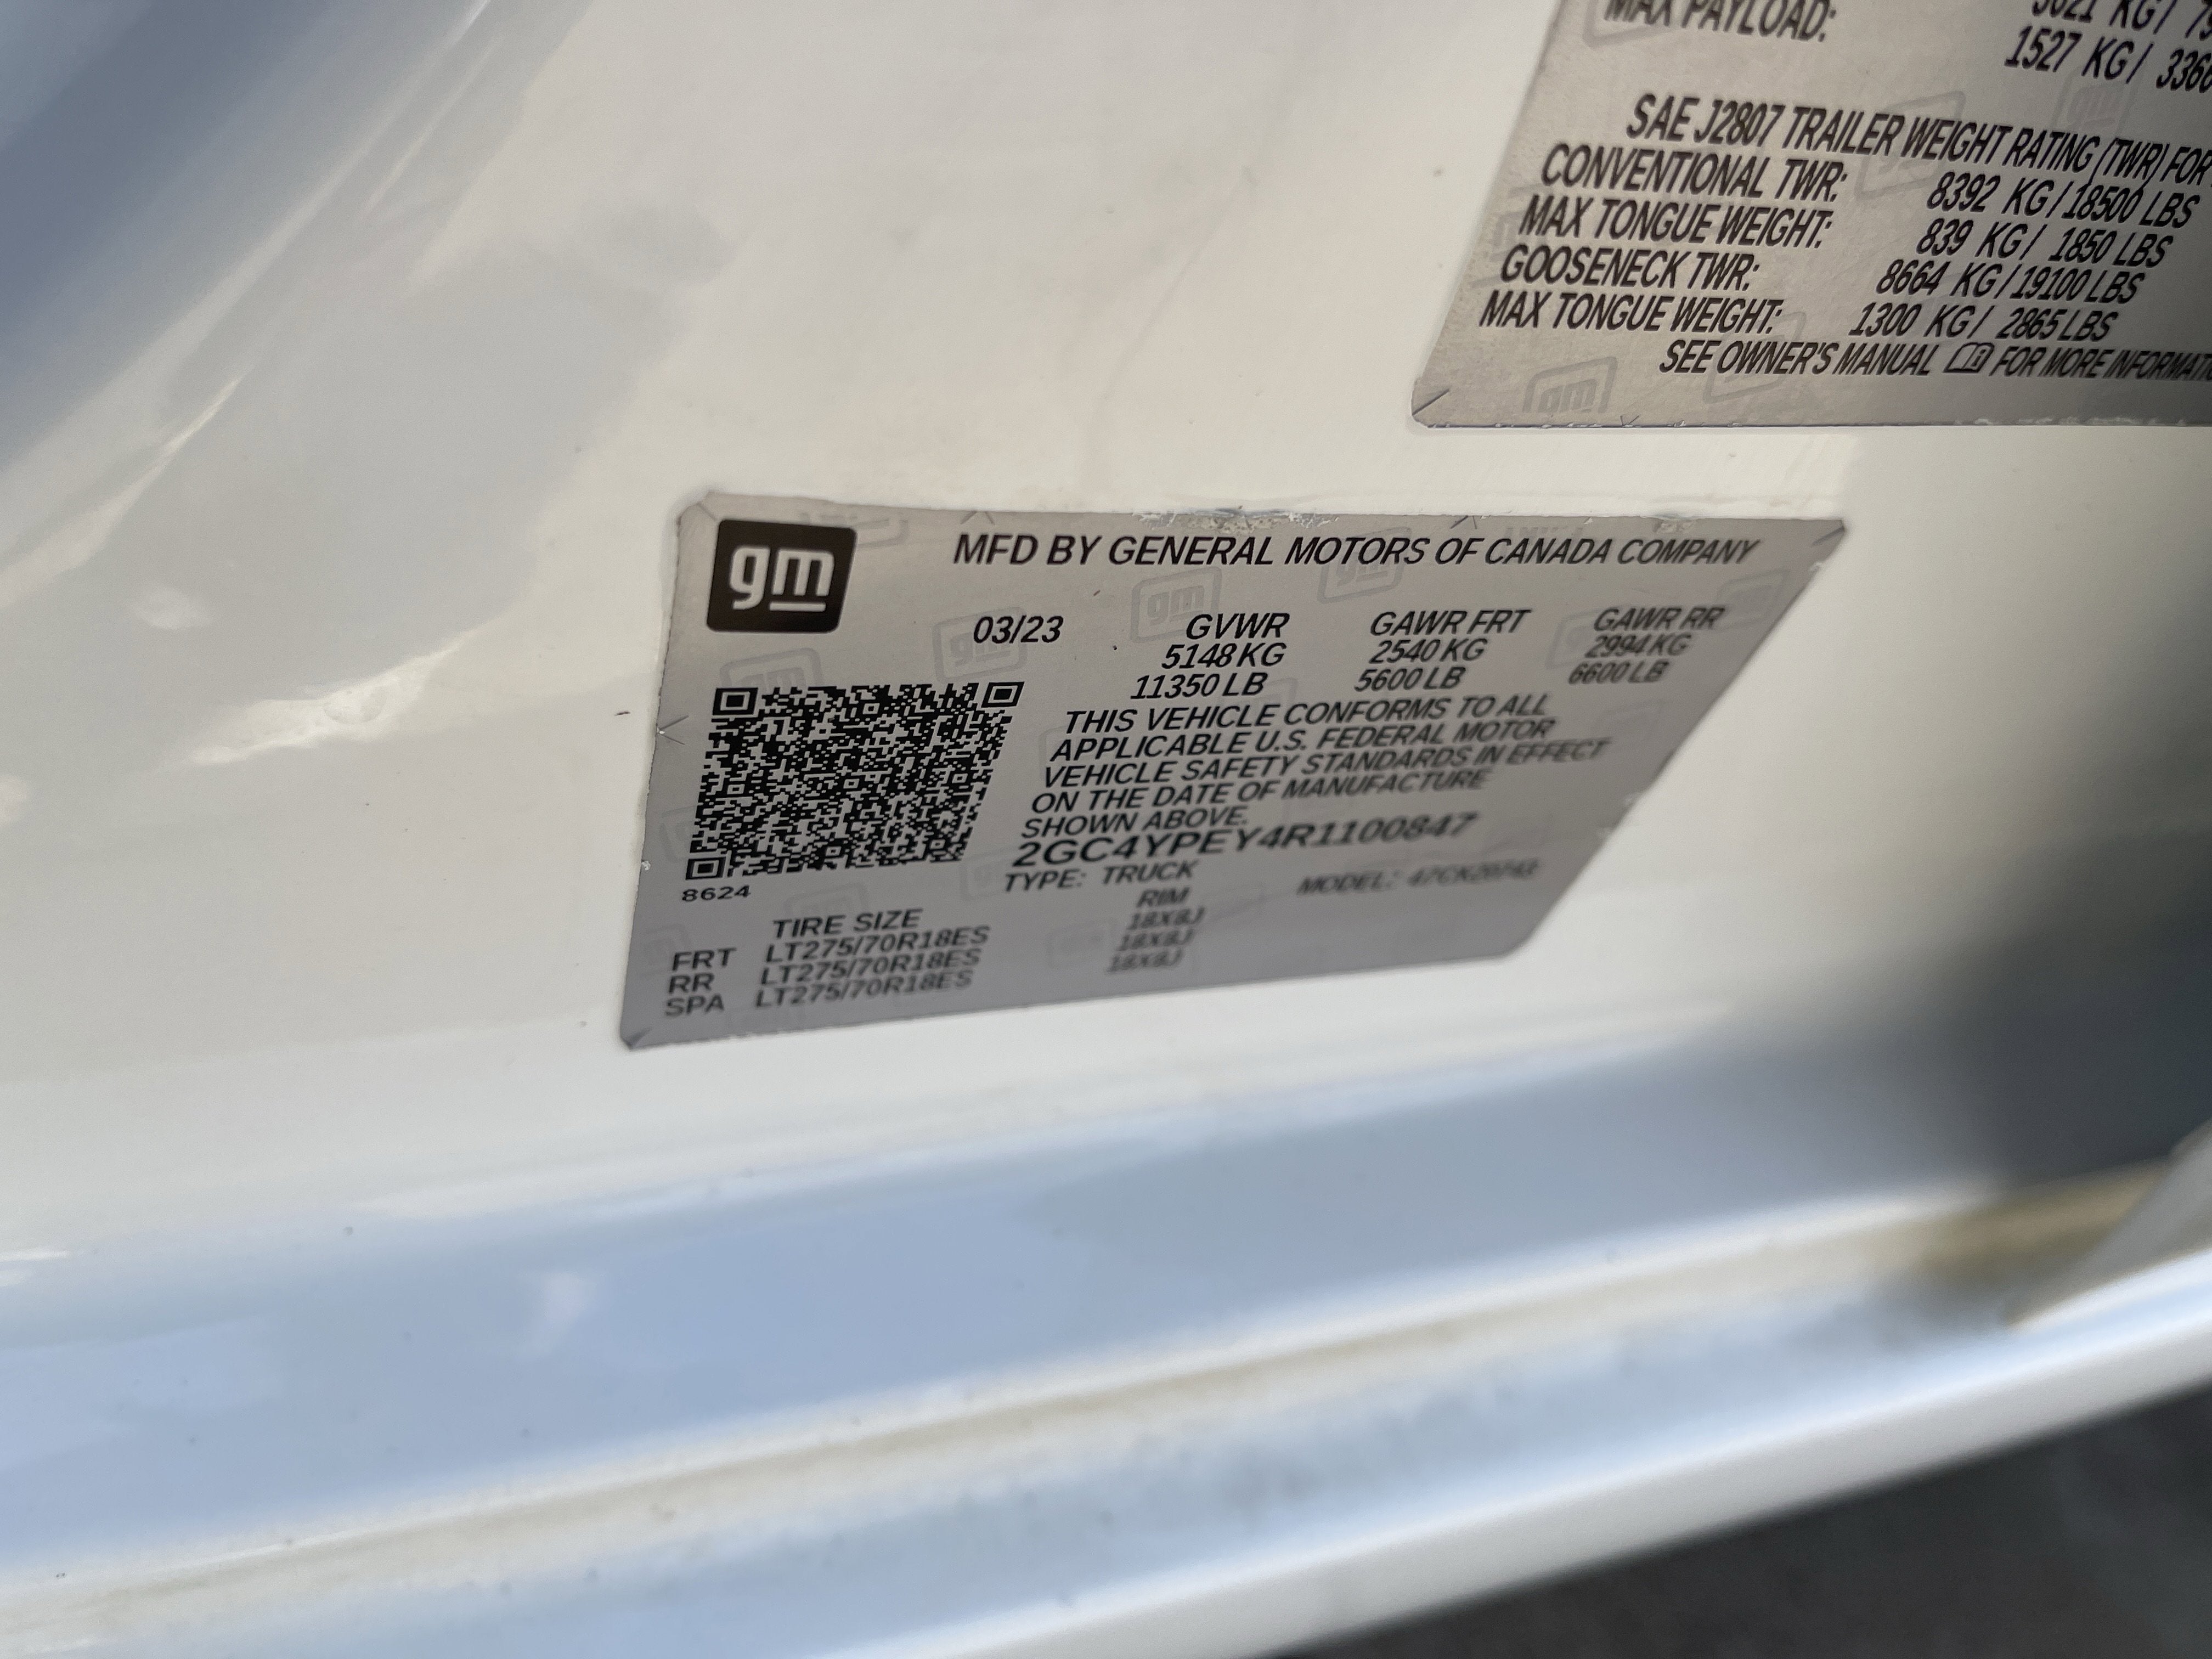 MAX PAYLOAD:
1527 KG /
SAE J2807 TRAILER WEIGHT RATING (TWR) FOR
CONVENTIONAL TWR: 8392 KG / 18500 LBS
MAX TONGUE WEIGHT: 839 KG / 1850 LBS
GOOSENECK TWR: 8664 KG / 19100 LBS
MAX TONGUE WEIGHT: 1300 KG / 2865 LBS
SEE OWNER'S MANUAL FOR MORE
gm
gm MFD BY GENERAL MOTORS OF CANADA COMPANY
03/23 GVWR GAWR FRT GAWR RR
5148 KG 2540 KG 2994 KG
11350 LB 5600 LB 6600 LB
THIS VEHICLE CONFORMS TO ALL
APPLICABLE U.S. FEDERAL MOTOR
VEHICLE SAFETY STANDARDS IN EFFECT
ON THE DATE OF MANUFACTURE
SHOWN ABOVE.
2GC4YPEY4R1100847
TYPE: TRUCK MODEL:
8624
TIRE SIZE RIM
FRT LT275/70R18ES 18X8J
RR LT275/70R18ES 18X8J
SPA LT275/70R18ES 18X8J